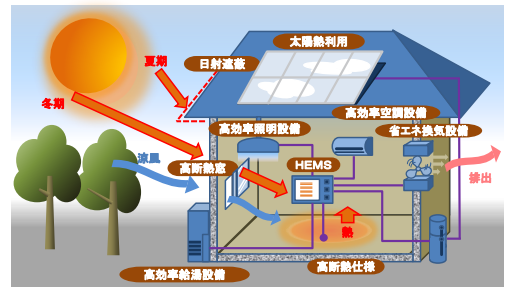 太陽熱利用
夏期
日射遮蔽
冬期
高効率空調設備
高効率照明設備
省エネ換気設備
涼風
高断熱窓
HEMS
排出
熱
高断熱仕様
高効率給湯設備